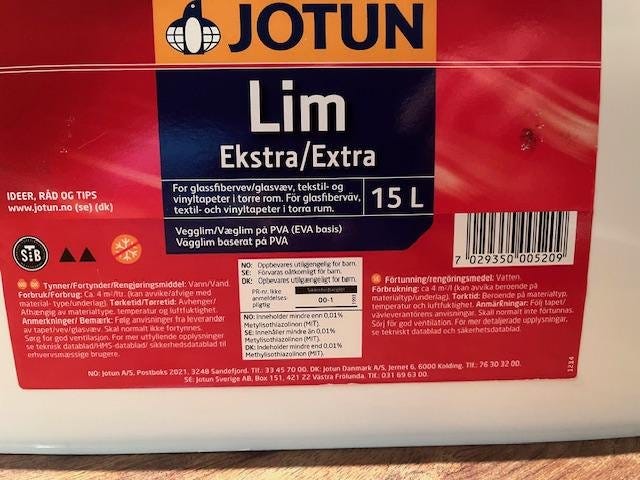 JOTUN
Lim
Ekstra/Extra
For glassfibervev/glasvæv, tekstil- og
vinyltapeter i tørre rom. För glasfiberväv,
textil- och vinyltapeter i torra rum.
15 L
Vegglim/Væglim på PVA (EVA basis)
Vägglim baserat på PVA
IDEER, RÅD OG TIPS
www.jotun.no (se) (dk)
7 029350 005209
StB
NO: Oppbevares utilgjengelig for barn.
SE: Förvaras oåtkomligt för barn.
DK: Opbevares utilgængeligt for børn.
PR-nr. Ikke
anmeldelses-
pligtig
00-1
1993
NO: Inneholder mindre enn 0,01%
Metylisothiazolinon (MIT).
SE: Innehåller mindre än 0,01%
Metylisotiazolinon (MIT).
DK: Indeholder mindre end 0,01%
Methylisothiazolinon (MIT).
Tynner/Fortynder/Rengjøringsmiddel: Vann/Vand.
Forbruk/Forbrug: Ca. 4 m²/ltr. (kan avvike/afvige med
material- type/underlag). Tørketid/Tørretid: Avhenger/
Afhængig av materialtype, temperatur og luftfuktighet.
Anmerkninger/ Bemærk: Følg anvisninger fra leverandør
av tapet/vev/glasvæv. Skal normalt ikke fortynnes.
Sørg for god ventilation. For mer utfyllende opplysninger
se teknisk datablad/HMS-datablad/ sikkerhedsdatablad til
erhvervsmæssige brugere.
Förtunning/rengöringsmedel: Vatten.
Förbrukning: ca 4 m²/l (kan avvika beroende på
materialtyp/underlag). Torktid: Beroende på materialtyp,
temperatur och luftfuktighet. Anmärkningar: Följ tapet/
vävleverantörens anvisningar. Skall normalt inte förtunnas.
Sörj för god ventilation. För mer detaljerade upplysningar,
se tekniskt datablad och säkerhetsdatablad.
NO: Jotun A/S, Postboks 2021, 3248 Sandefjord. Tlf.: 33 45 70 00. DK: Jotun Danmark A/S, Jernet 6, 6000 Kolding. Tlf.: 76 30 32 00.
SE: Jotun Sverige AB, Box 151, 421 22 Västra Frölunda. Tlf.: 031 69 63 00.
1214